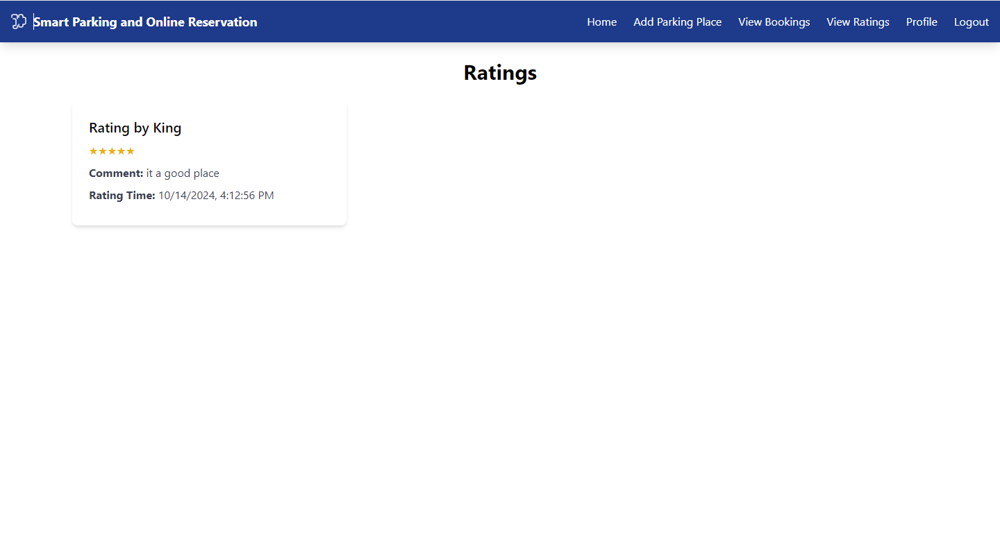 Smart Parking and Online Reservation
Home Add Parking Place View Bookings View Ratings Profile Logout
Ratings
Rating by King
★★★★★
Comment: it a good place
Rating Time: 10/14/2024, 4:12:56 PM